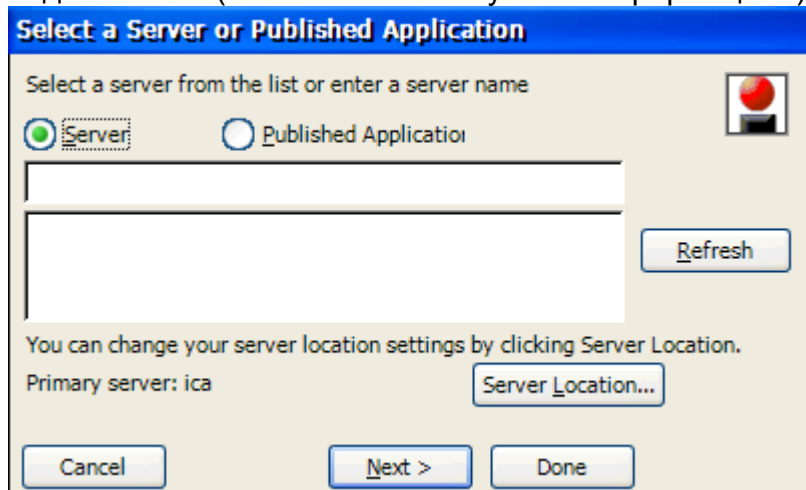 Select a Server or Published Application
Select a server from the list or enter a server name
Server Published Application
Refresh
You can change your server location settings by clicking Server Location.
Primary server: ica Server Location...
Cancel Next > Done